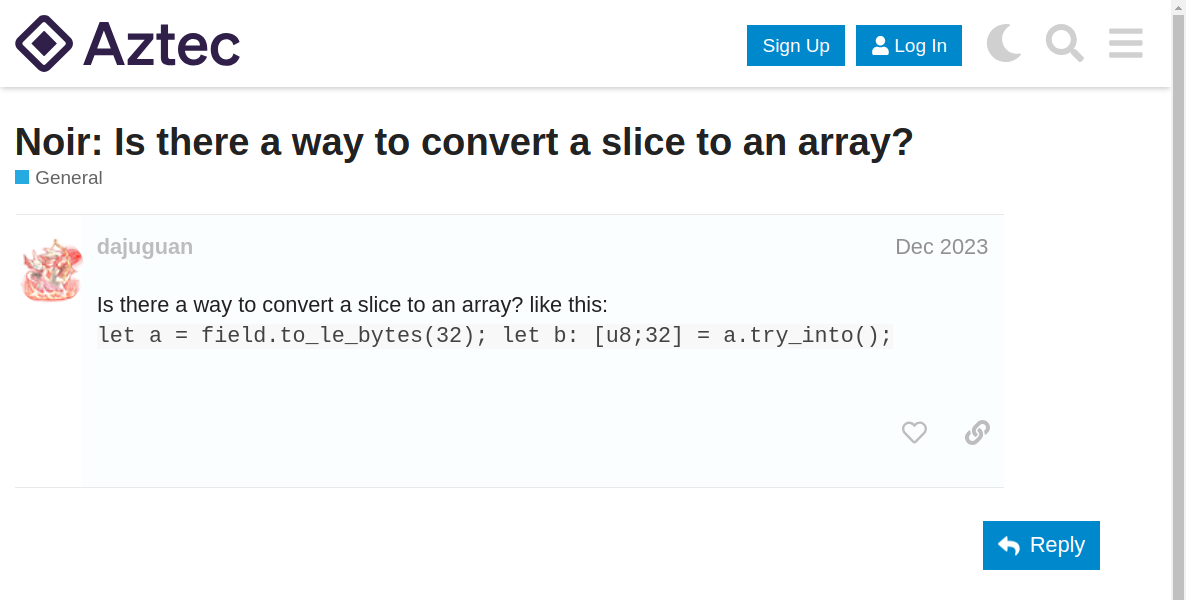 Aztec
Sign Up
Log In
Noir: Is there a way to convert a slice to an array?
General
dajuguan
Dec 2023
Is there a way to convert a slice to an array? like this:
let a = field.to_le_bytes(32); let b: [u8;32] = a.try_into();
Reply